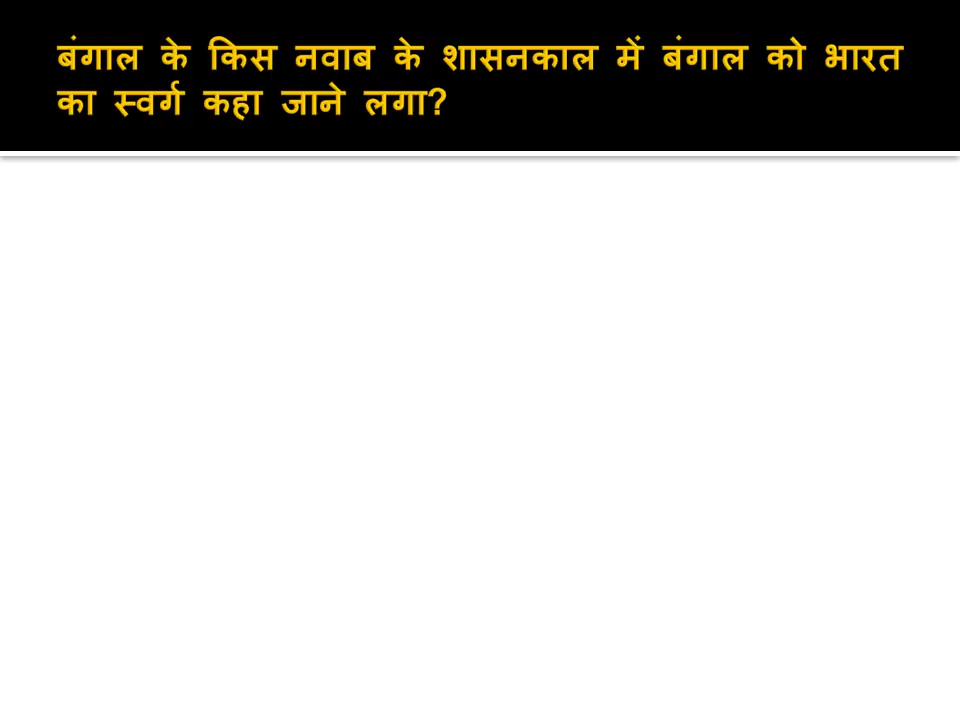 बंगाल के किस नवाब के शासनकाल में बंगाल को भारत
का स्वर्ग कहा जाने लगा?